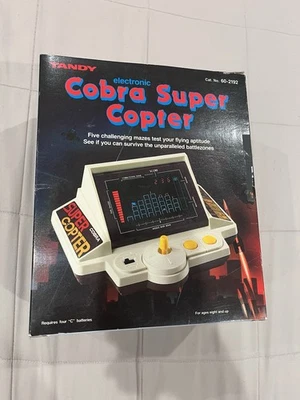 TANDY
Cat. No. 60-2192
electronic
Cobra Super
Copter
Five challenging mazes test your flying aptitude
See if you can survive the unparalleled battlezones
SUPER
COPTER
COBRA
Requires four "C" batteries
For ages eight and up